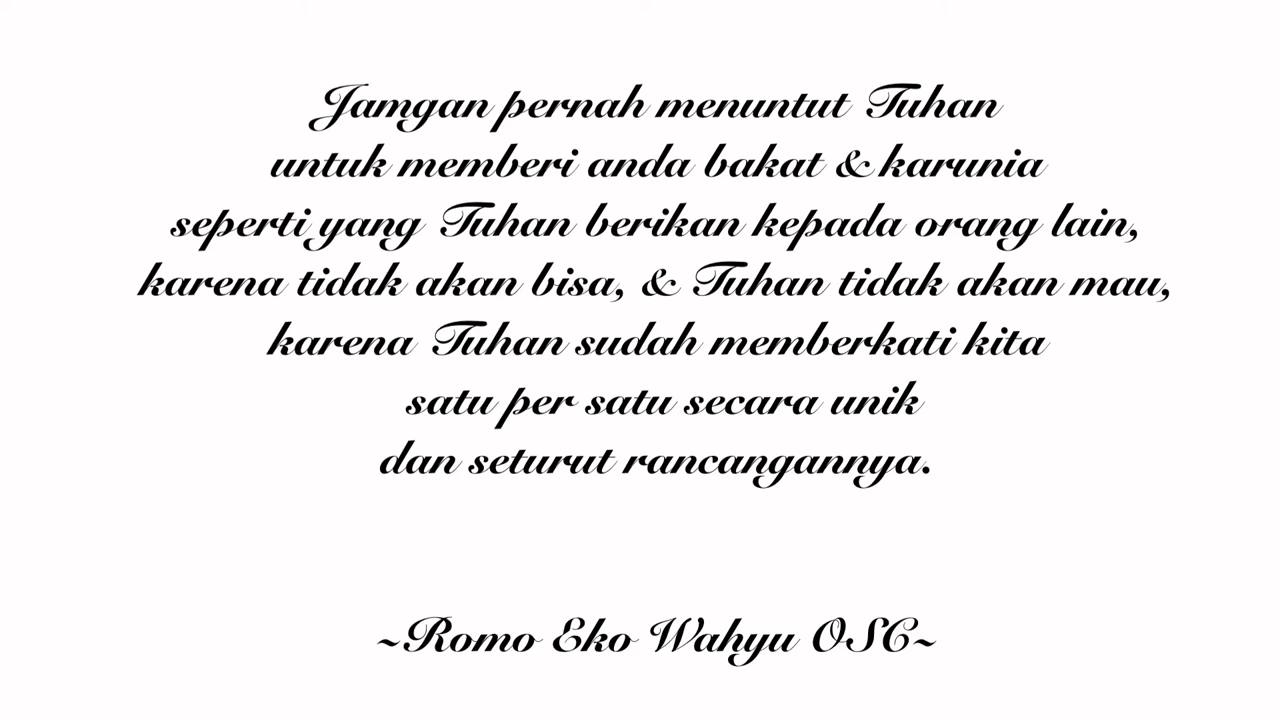 Jamgan pernah menuntut Tuhan
untuk memberi anda bakat & karunia
seperti yang Tuhan berikan kepada orang lain,
karena tidak akan bisa, & Tuhan tidak akan mau,
karena Tuhan sudah memberkati kita
satu per satu secara unik
dan seturut rancangannya.
~Romo Eko Wahyu OSC~